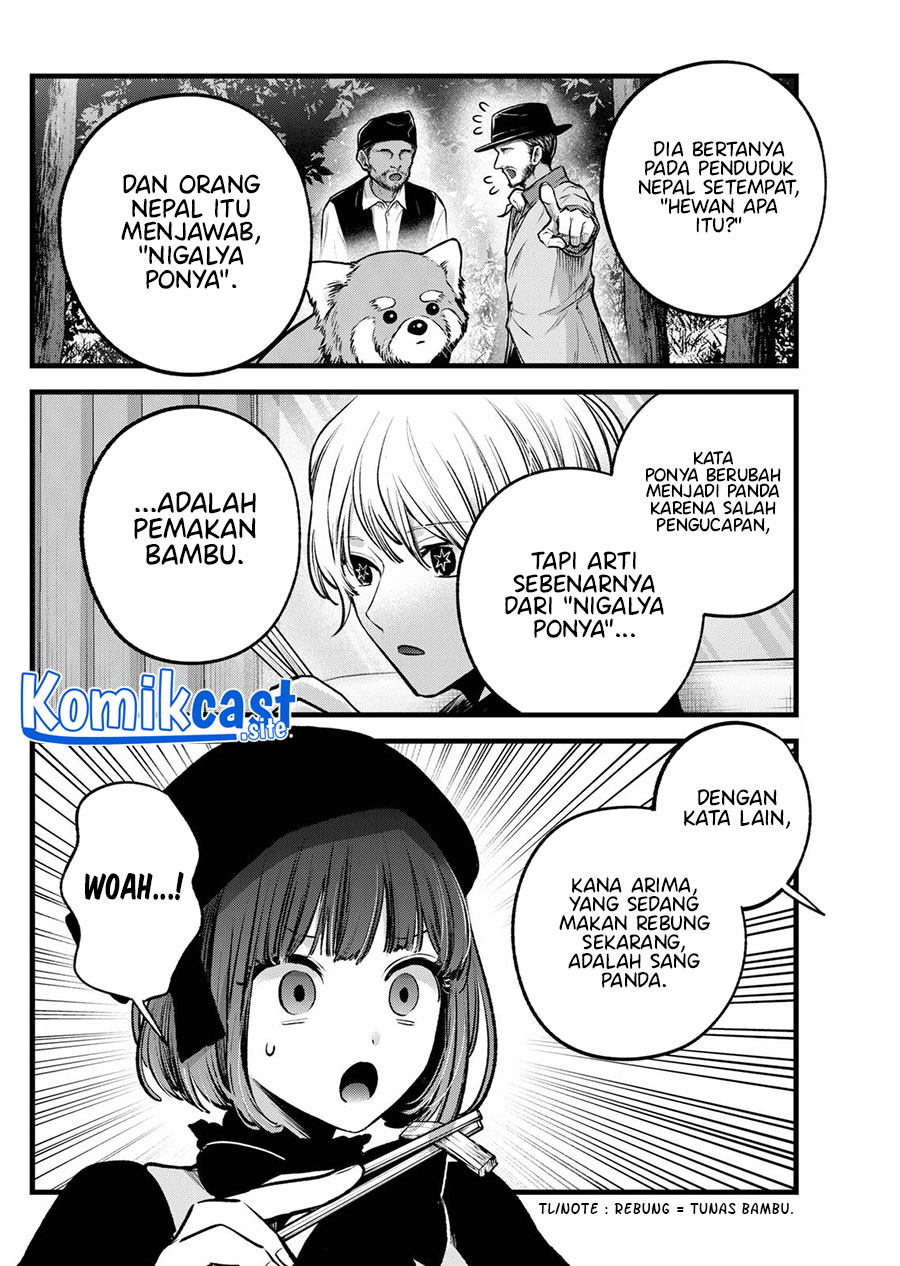 DIA BERTANYA
PADA PENDUDUK
NEPAL SETEMPAT,
"HEWAN APA
ITU?"
DAN ORANG
NEPAL ITU
MENJAWAB,
"NIGALYA
PONYA".
KATA
PONYA BERUBAH
MENJADI PANDA
KARENA SALAH
PENGUCAPAN,
TAPI ARTI
SEBENARNYA
DARI "NIGALYA
PONYA"...
...ADALAH
PEMAKAN
BAMBU.
Komikcast
.site
DENGAN
KATA LAIN,
KANA ARIMA,
YANG SEDANG
MAKAN REBUNG
SEKARANG,
ADALAH SANG
PANDA.
WOAH...!
TL/NOTE : REBUNG = TUNAS BAMBU.